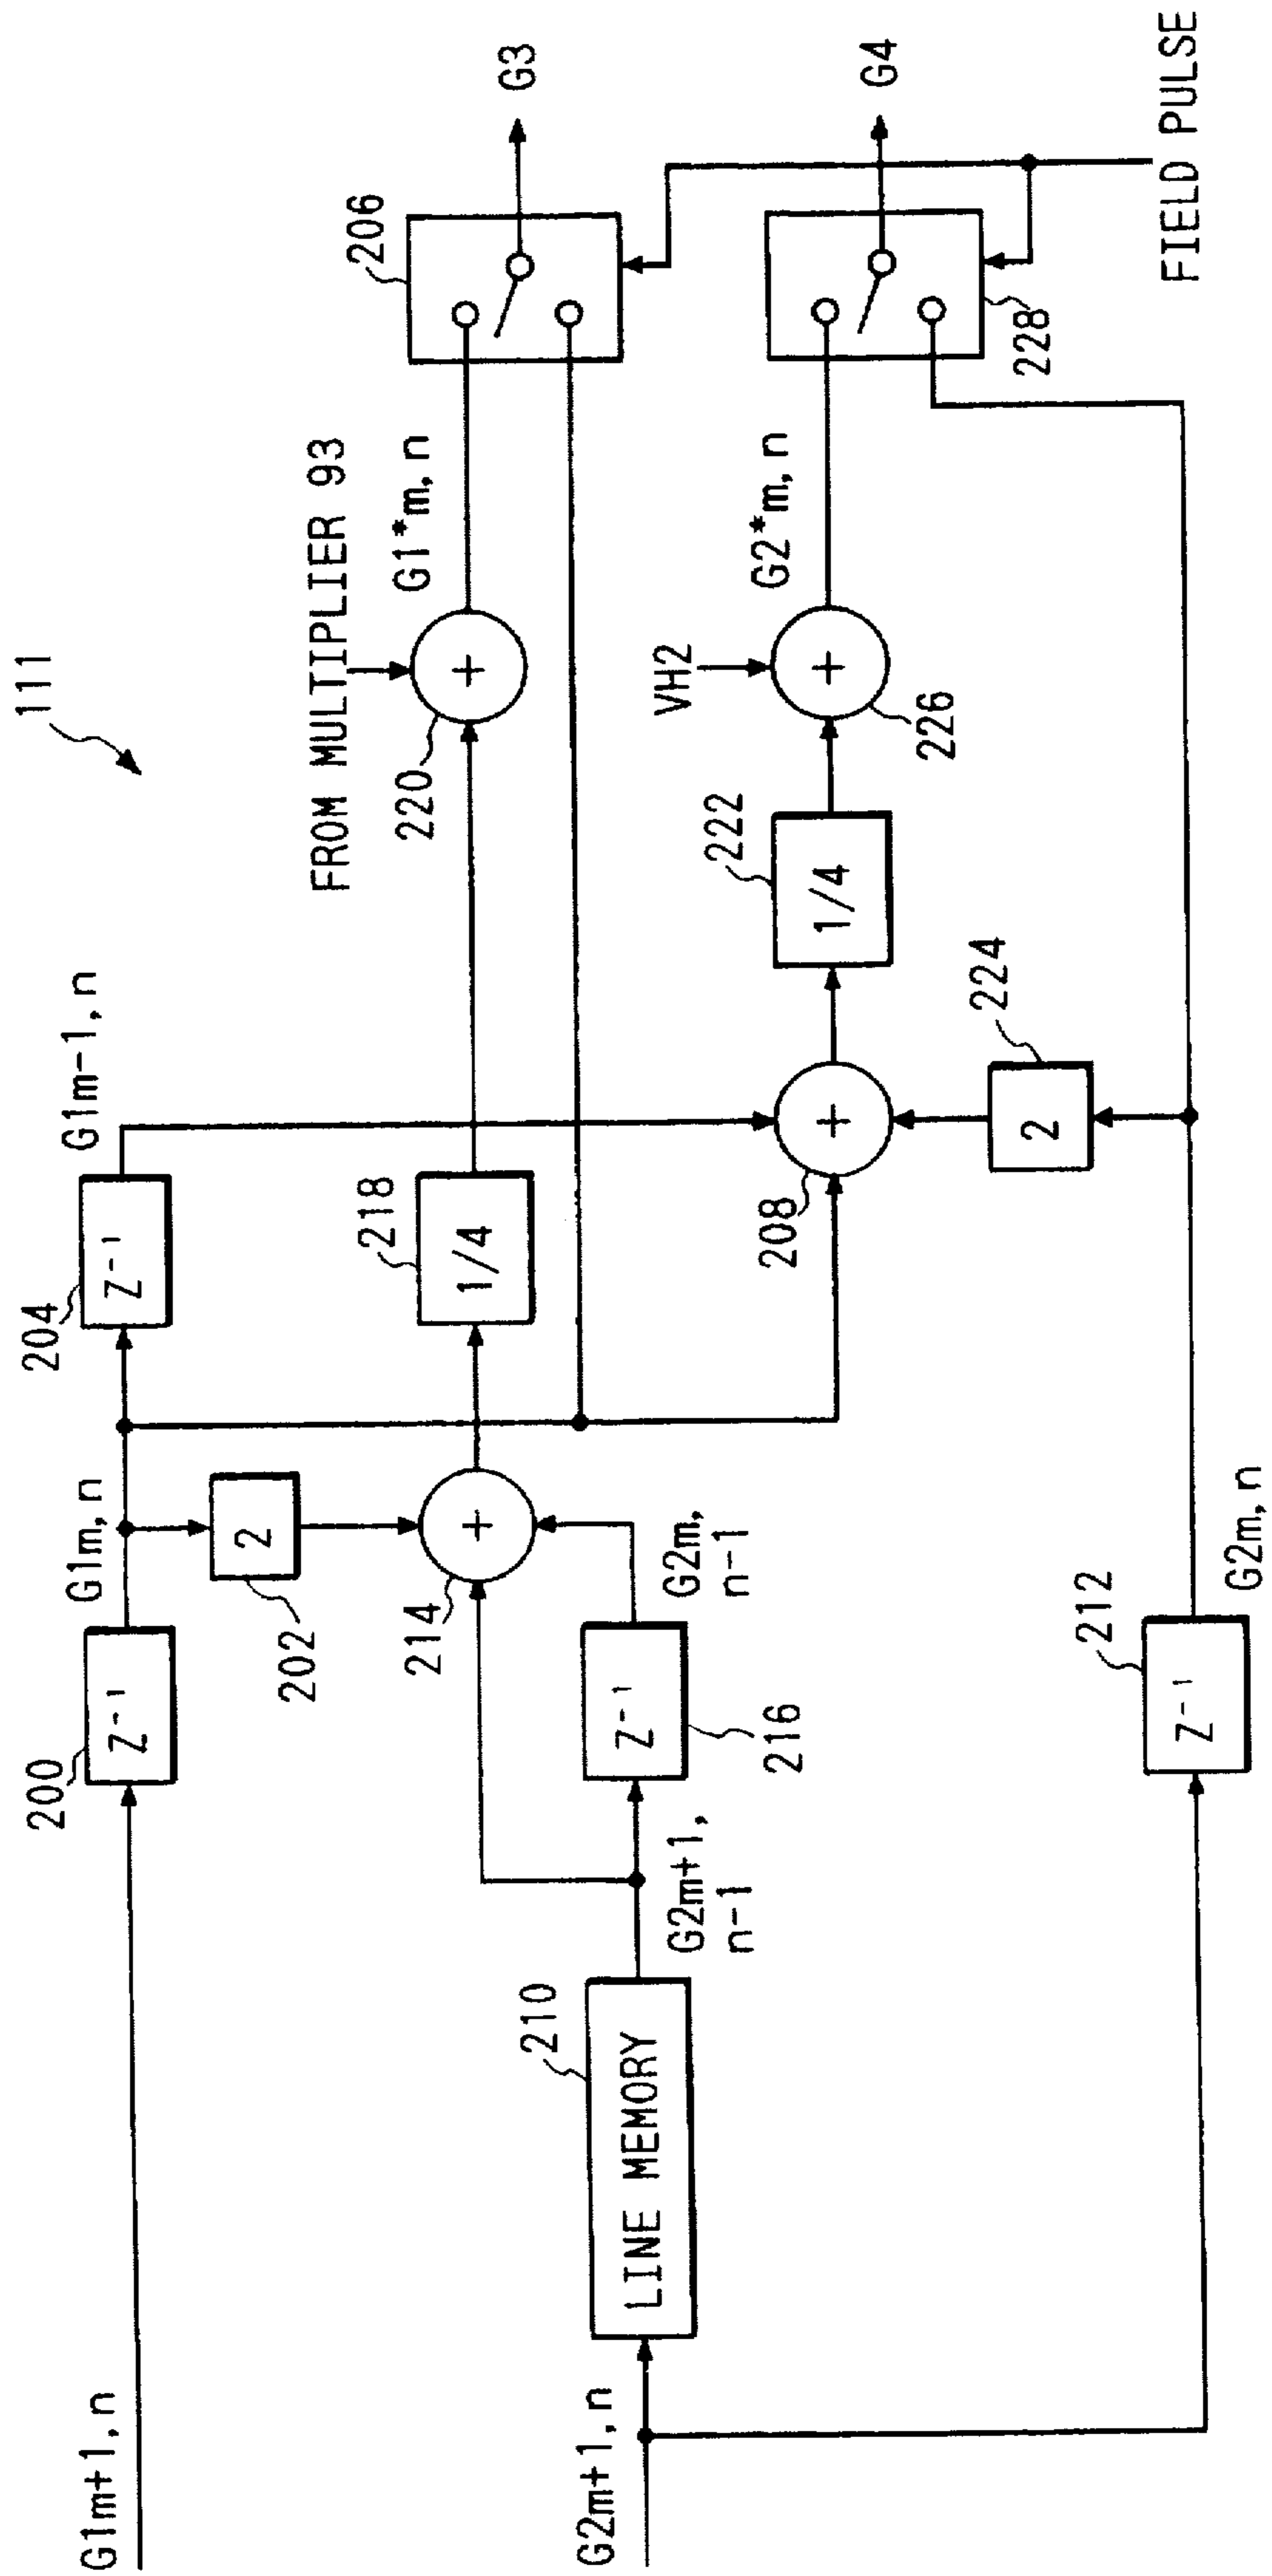 111
G1m+1, n
200
Z⁻¹
G1m, n
204
Z⁻¹
G1m-1, n
202
2
FROM MULTIPLIER 93
214
+
218
1/4
220
+
G1*m, n
206
G3
G2m+1, n
210
LINE MEMORY
G2m+1,
n-1
216
Z⁻¹
G2m,
n-1
208
+
222
1/4
VH2
226
+
G2*m, n
228
G4
224
2
212
Z⁻¹
G2m, n
FIELD PULSE